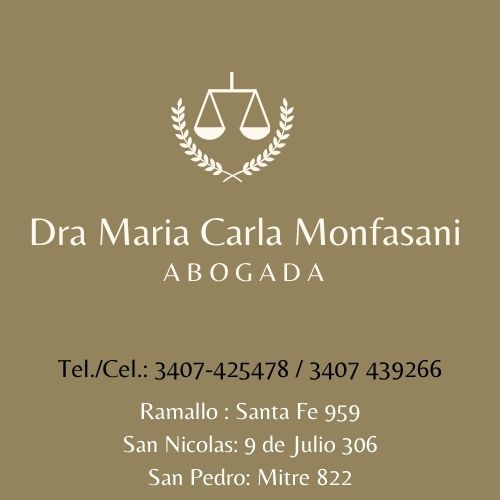 Dra Maria Carla Monfasani
ABOGADA
Tel./Cel.: 3407-425478 / 3407 439266
Ramallo : Santa Fe 959
San Nicolas: 9 de Julio 306
San Pedro: Mitre 822